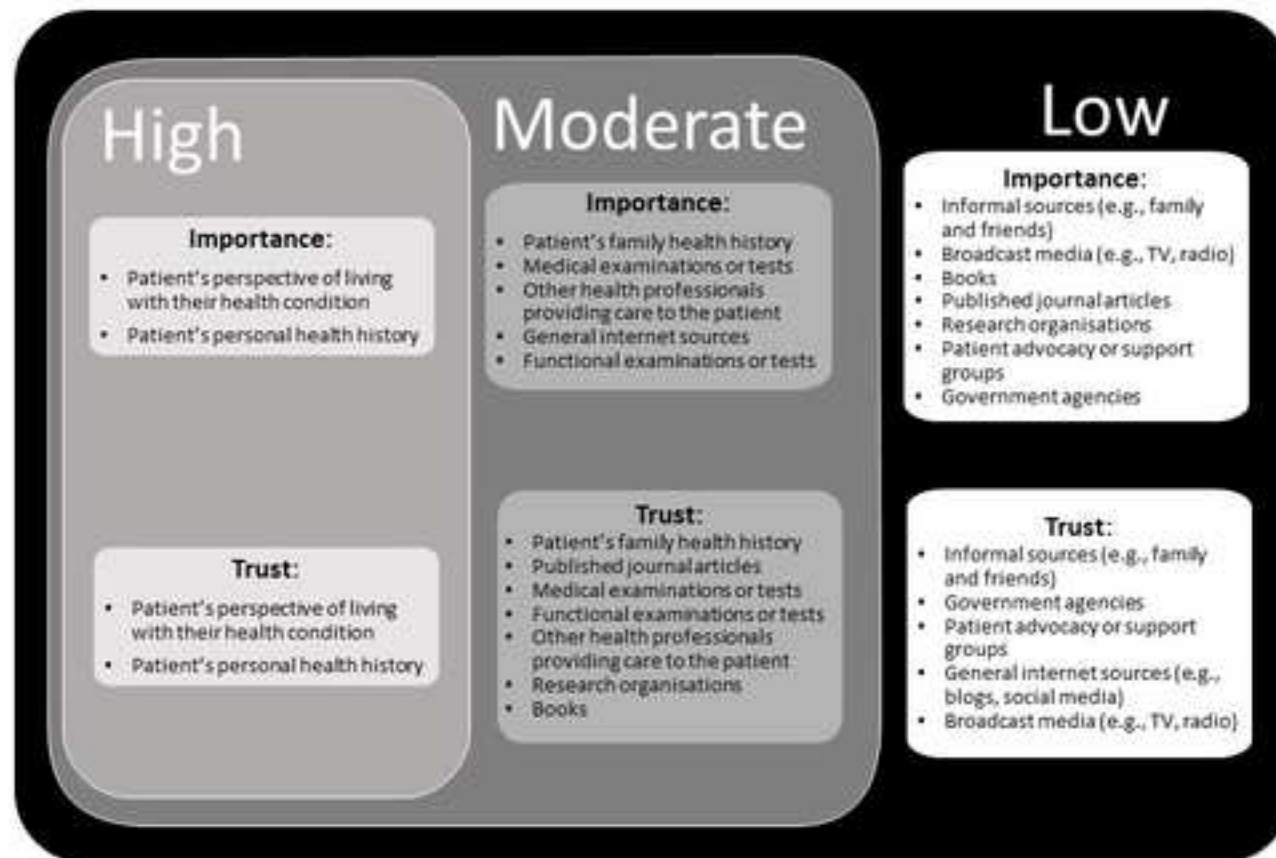 High
Importance:
• Patient's perspective of living
with their health condition
• Patient's personal health history
Trust:
• Patient's perspective of living
with their health condition
• Patient's personal health history
Moderate
Importance:
• Patient's family health history
• Medical examinations or tests
• Other health professionals
providing care to the patient
• General internet sources
• Functional examinations or tests
Trust:
• Patient's family health history
• Published journal articles
• Medical examinations or tests
• Functional examinations or tests
• Other health professionals
providing care to the patient
• Research organisations
• Books
Low
Importance:
• Informal sources (e.g., family
and friends)
• Broadcast media (e.g., TV, radio)
• Books
• Published journal articles
• Research organisations
• Patient advocacy or support
groups
• Government agencies
Trust:
• Informal sources (e.g., family
and friends)
• Government agencies
• Patient advocacy or support
groups
• General internet sources (e.g.,
blogs, social media)
• Broadcast media (e.g., TV, radio)